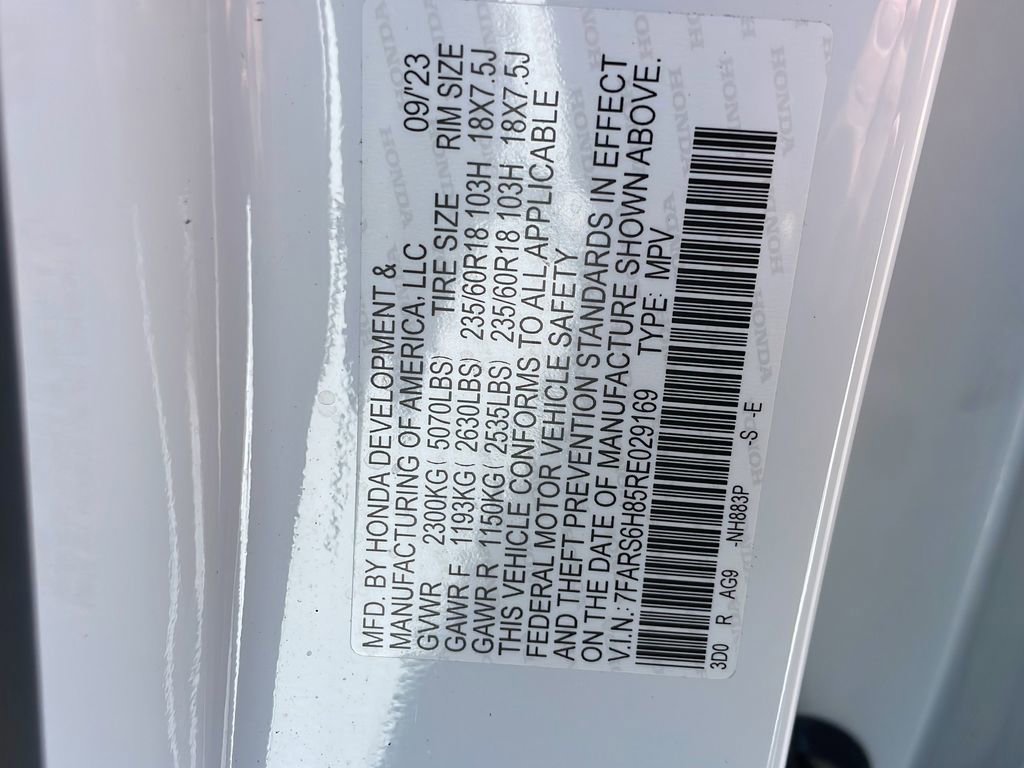 MFD. BY HONDA DEVELOPMENT &
MANUFACTURING OF AMERICA, LLC 09/'23
GVWR 2300KG ( 5070LBS) TIRE SIZE RIM SIZE
GAWR F 1193KG ( 2630LBS) 235/60R18 103H 18X7.5J
GAWR R 1150KG ( 2535LBS) 235/60R18 103H 18X7.5J
THIS VEHICLE CONFORMS TO ALL APPLICABLE
FEDERAL MOTOR VEHICLE SAFETY
AND THEFT PREVENTION STANDARDS IN EFFECT
ON THE DATE OF MANUFACTURE SHOWN ABOVE.
V.I.N.: 7FARS6H85RE029169 TYPE: MPV
3D0 R AG9 -NH883P -S -E